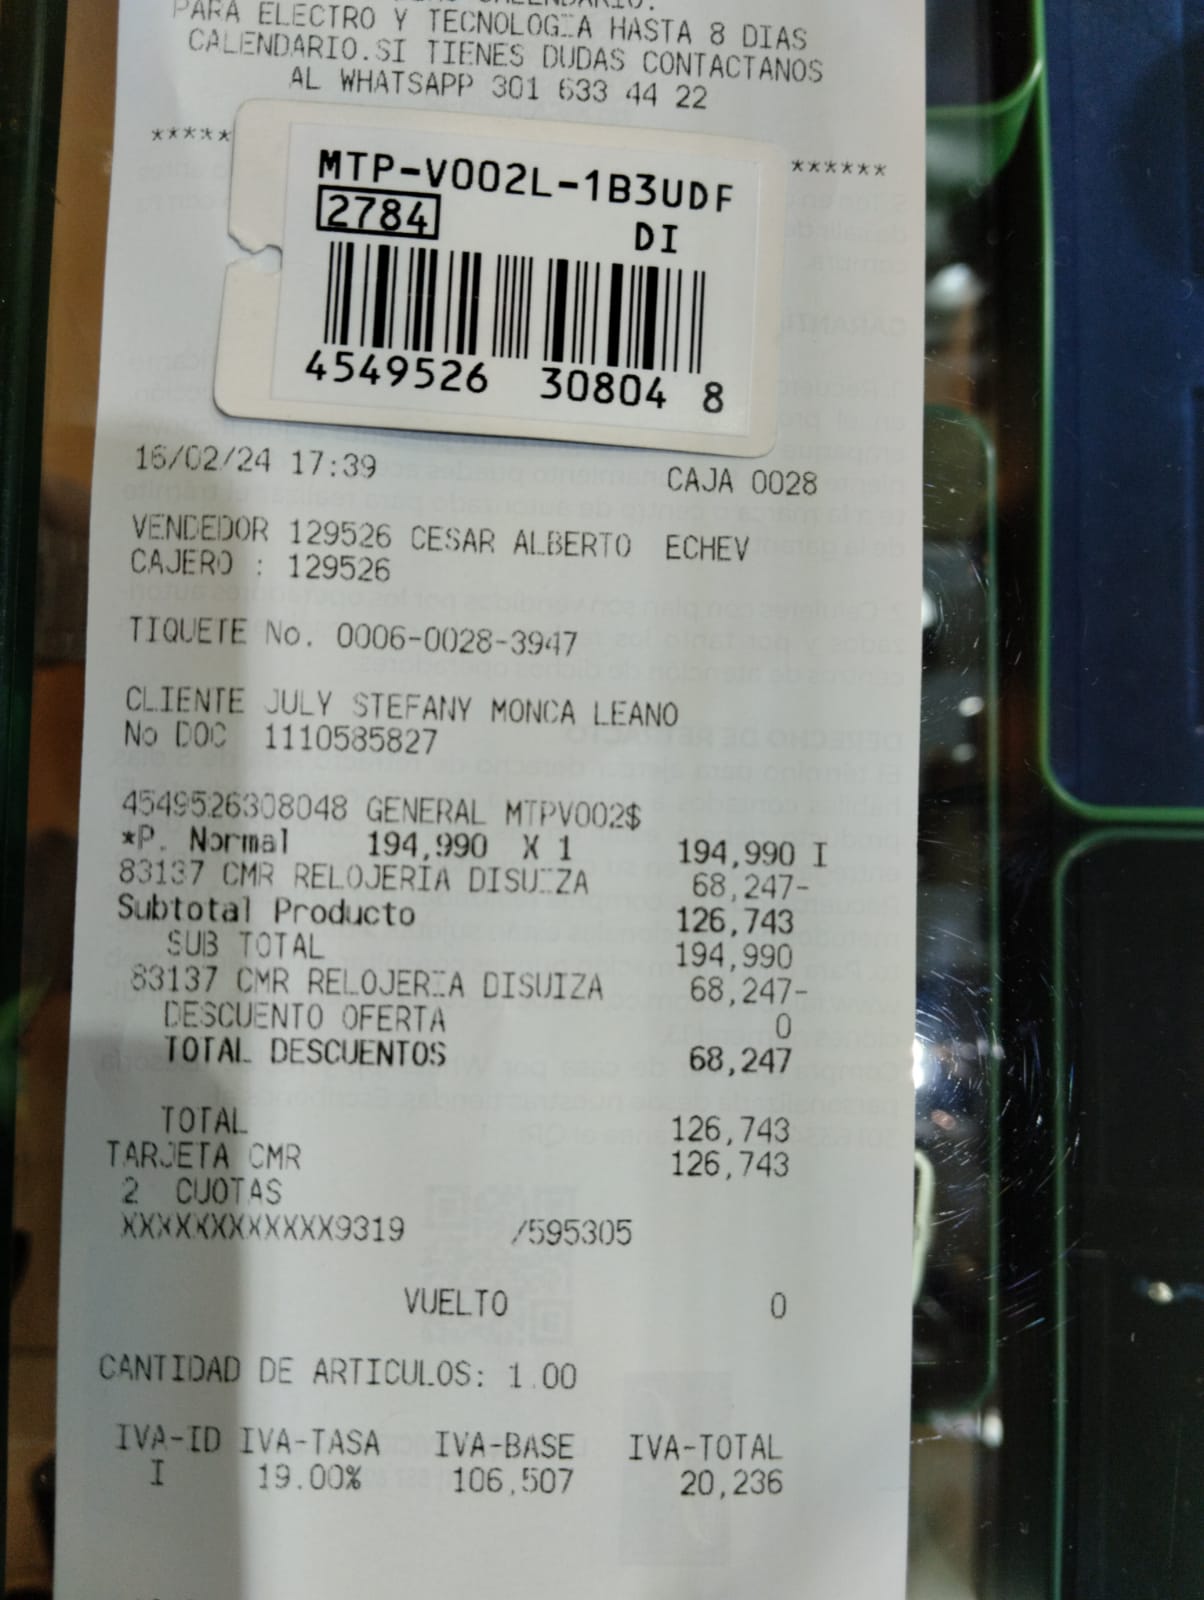 PARA ELECTRO Y TECNOLOGIA HASTA 8 DIAS
CALENDARIO.SI TIENES DUDAS CONTACTANOS
AL WHATSAPP 301 633 44 22
***** ******
MTP-V002L-1B3UDF
2784 DI
4549526 30804 8
16/02/24 17:39 CAJA 0028
VENDEDOR 129526 CESAR ALBERTO ECHEV
CAJERO : 129526
TIQUETE No. 0006-0028-3947
CLIENTE JULY STEFANY MONCA LEANO
No DOC 1110585827
4549526308048 GENERAL MTPV002$
*P. Normal 194,990 X 1 194,990 I
83137 CMR RELOJERIA DISUIZA 68,247-
Subtotal Producto 126,743
SUB TOTAL 194,990
83137 CMR RELOJERIA DISUIZA 68,247-
DESCUENTO OFERTA 0
TOTAL DESCUENTOS 68,247
TOTAL 126,743
TARJETA CMR 126,743
2 CUOTAS
XXXXXXXXXXXX9319 /595305
VUELTO 0
CANTIDAD DE ARTICULOS: 1.00
IVA-ID IVA-TASA IVA-BASE IVA-TOTAL
I 19.00% 106,507 20,236